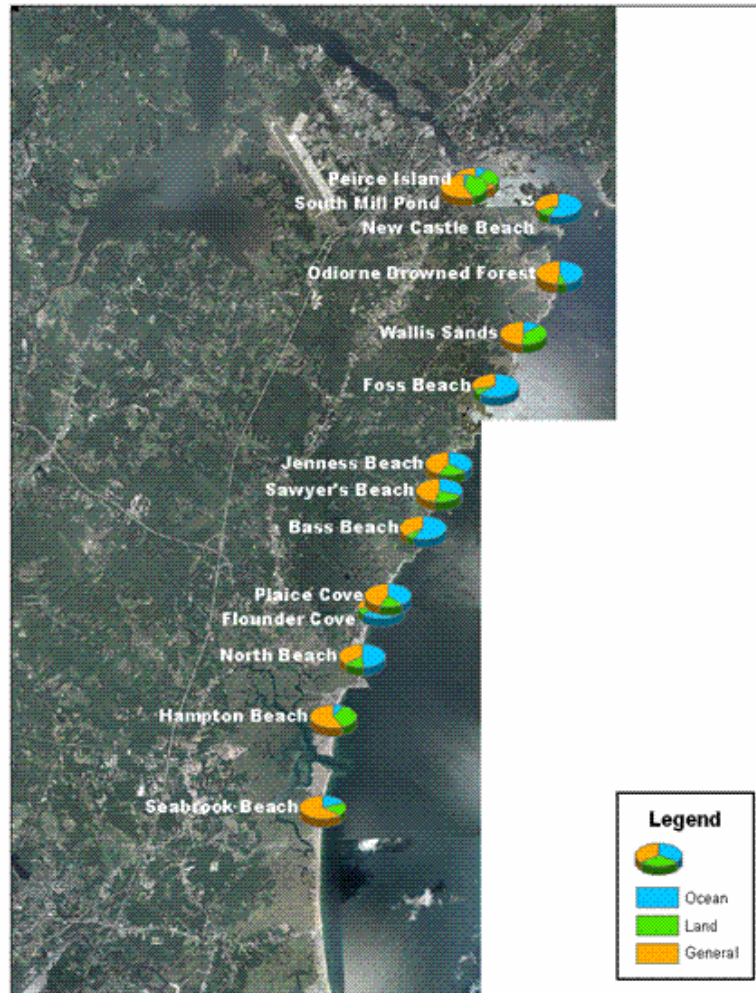 Peirce Island
South Mill Pond
New Castle Beach
Odiorne Drowned Forest
Wallis Sands
Foss Beach
Jenness Beach
Sawyer's Beach
Bass Beach
Plaice Cove
Flounder Cove
North Beach
Hampton Beach
Seabrook Beach
Legend
Ocean
Land
General